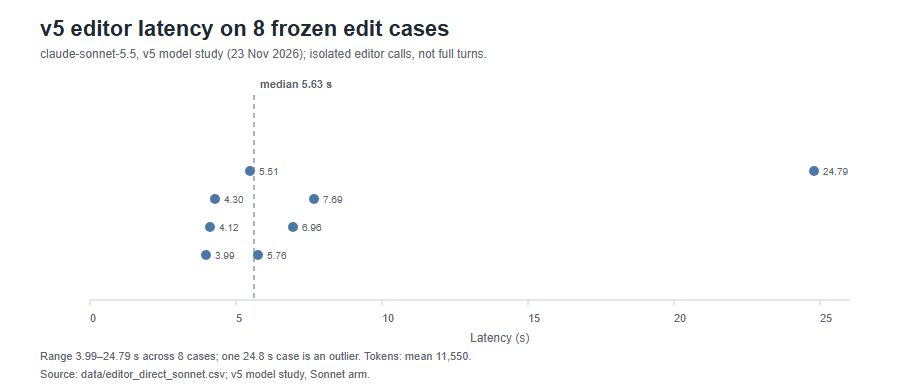 v5 editor latency on 8 frozen edit cases
claude-sonnet-5.5, v5 model study (23 Nov 2026); isolated editor calls, not full turns.
median 5.63 s
5.51
24.79
4.30
7.69
4.12
6.96
3.99
5.76
0
5
10
15
20
25
Latency (s)
Range 3.99–24.79 s across 8 cases; one 24.8 s case is an outlier. Tokens: mean 11,550.
Source: data/editor_direct_sonnet.csv; v5 model study, Sonnet arm.